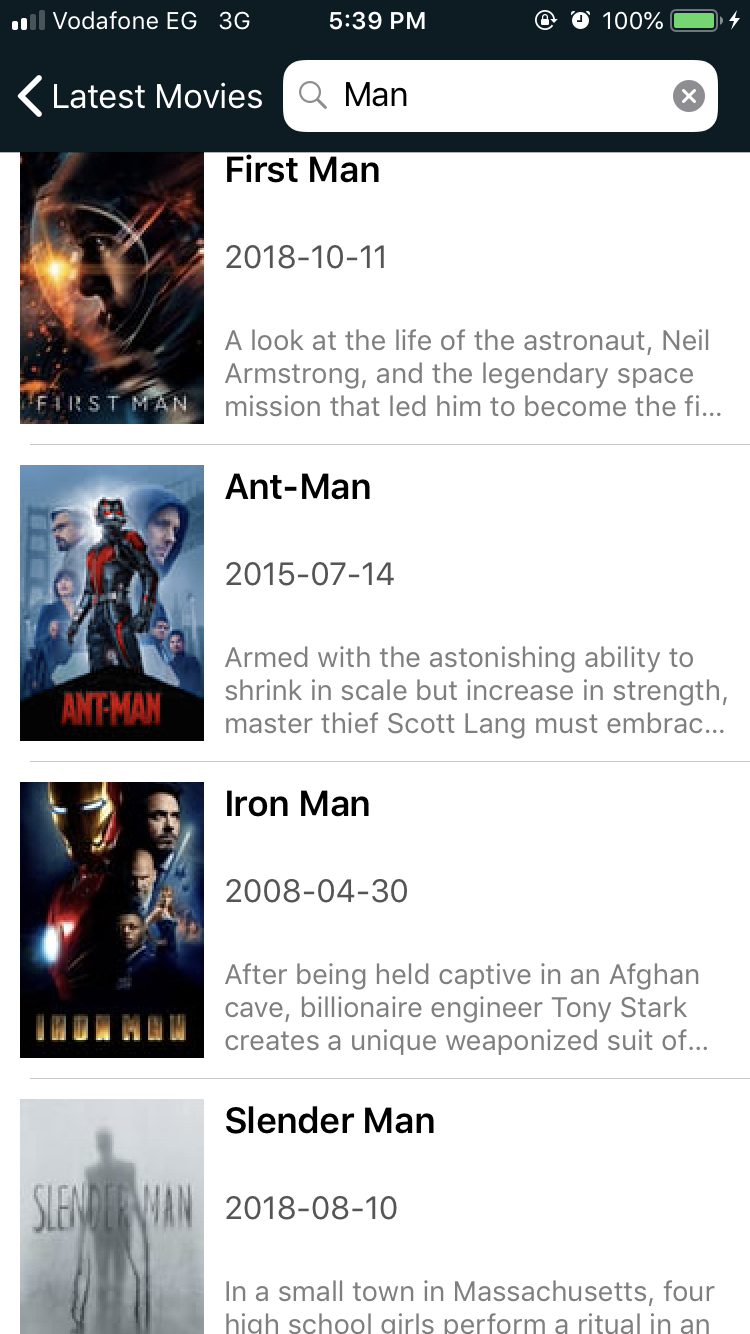 Vodafone EG 3G 5:39 PM 100%
Latest Movies Man
First Man
2018-10-11
A look at the life of the astronaut, Neil
Armstrong, and the legendary space
mission that led him to become the fi...
FIRST MAN
Ant-Man
2015-07-14
Armed with the astonishing ability to
shrink in scale but increase in strength,
master thief Scott Lang must embrac...
ANT-MAN
Iron Man
2008-04-30
After being held captive in an Afghan
cave, billionaire engineer Tony Stark
creates a unique weaponized suit of...
IRON MAN
Slender Man
2018-08-10
SLENDER MAN
In a small town in Massachusetts, four
high school girls perform a ritual in an